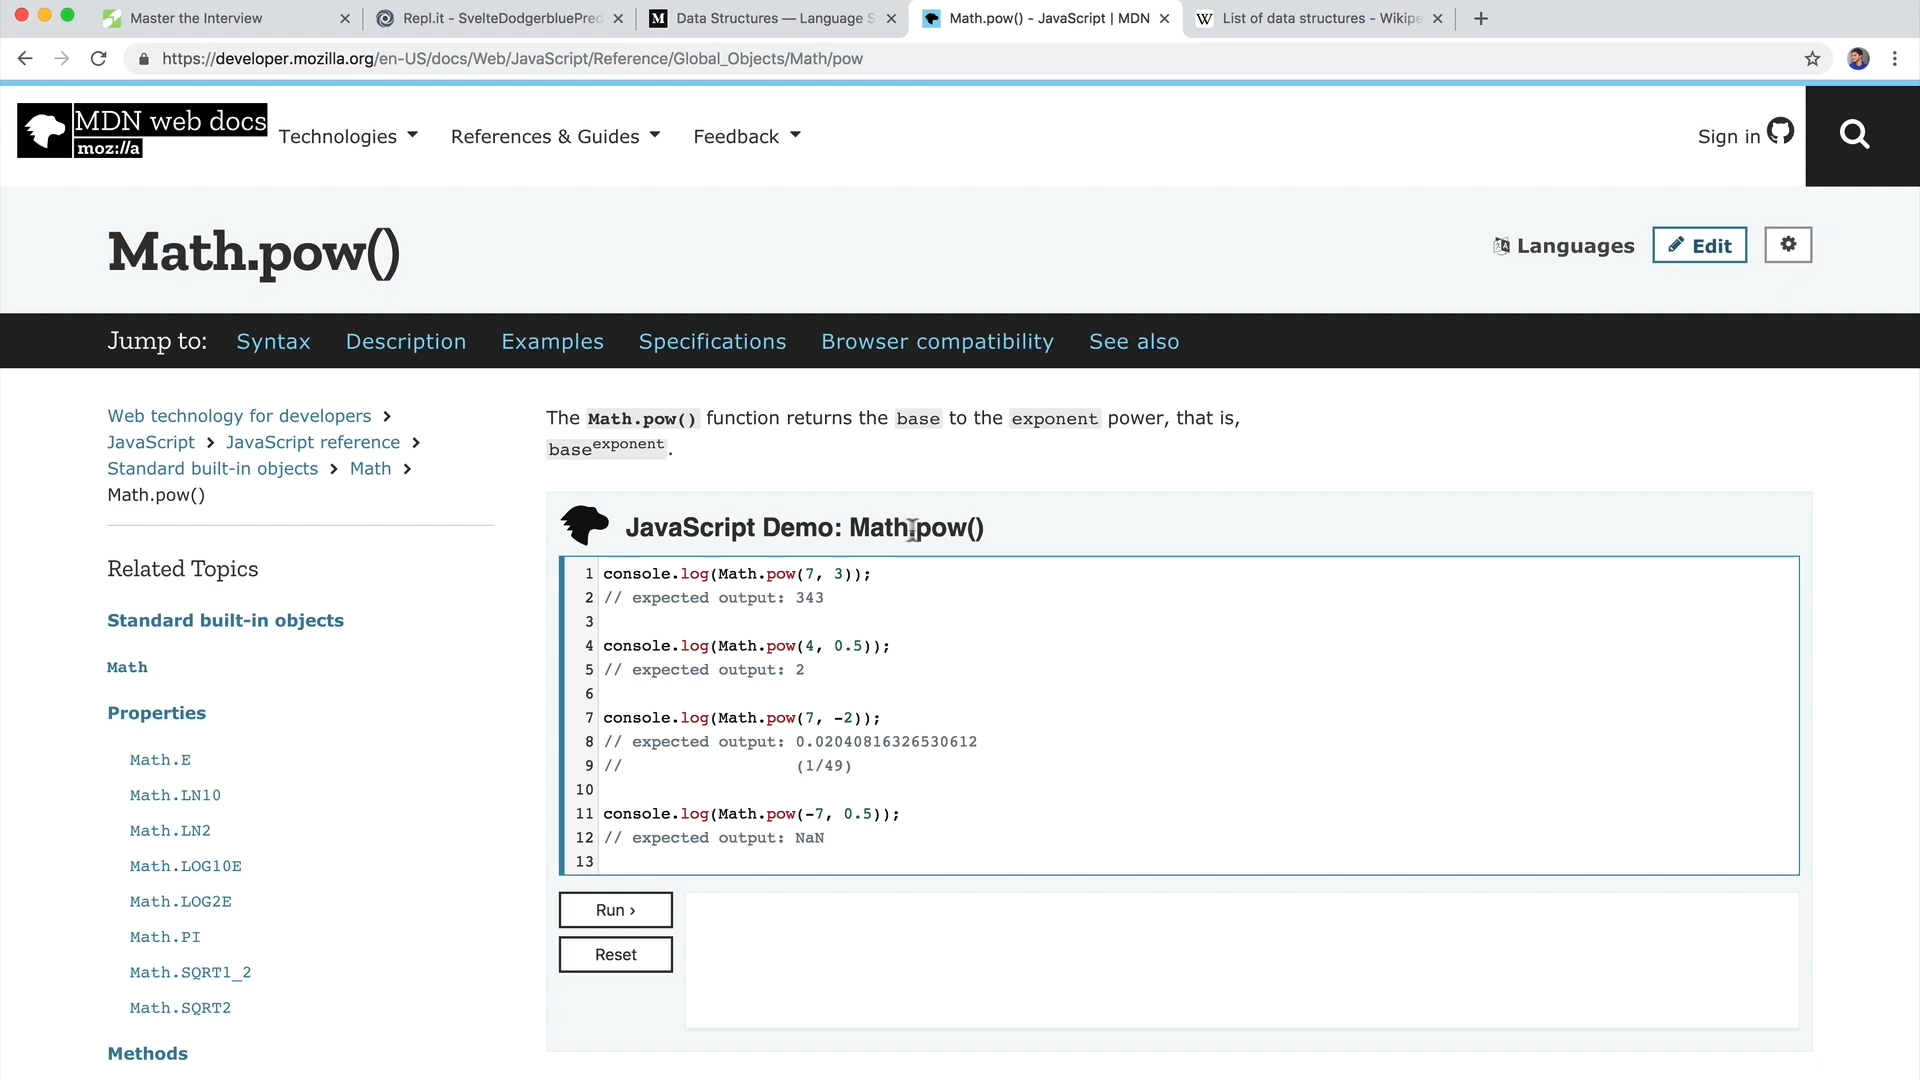 Master the Interview
Repl.it - SvelteDodgerbluePred
Data Structures — Language S
Math.pow() - JavaScript | MDN
List of data structures - Wikipe
https://developer.mozilla.org/en-US/docs/Web/JavaScript/Reference/Global_Objects/Math/pow
MDN web docs
moz://a
Technologies
References & Guides
Feedback
Sign in
Math.pow()
Languages
Edit
Jump to: Syntax Description Examples Specifications Browser compatibility See also
Web technology for developers
JavaScript JavaScript reference
Standard built-in objects Math
Math.pow()
Related Topics
Standard built-in objects
Math
Properties
Math.E
Math.LN10
Math.LN2
Math.LOG10E
Math.LOG2E
Math.PI
Math.SQRT1_2
Math.SQRT2
Methods
The Math.pow() function returns the base to the exponent power, that is,
base^exponent.
JavaScript Demo: Math.pow()
1 console.log(Math.pow(7, 3));
2 // expected output: 343
3
4 console.log(Math.pow(4, 0.5));
5 // expected output: 2
6
7 console.log(Math.pow(7, -2));
8 // expected output: 0.02040816326530612
9 // (1/49)
10
11 console.log(Math.pow(-7, 0.5));
12 // expected output: NaN
13
Run ›
Reset